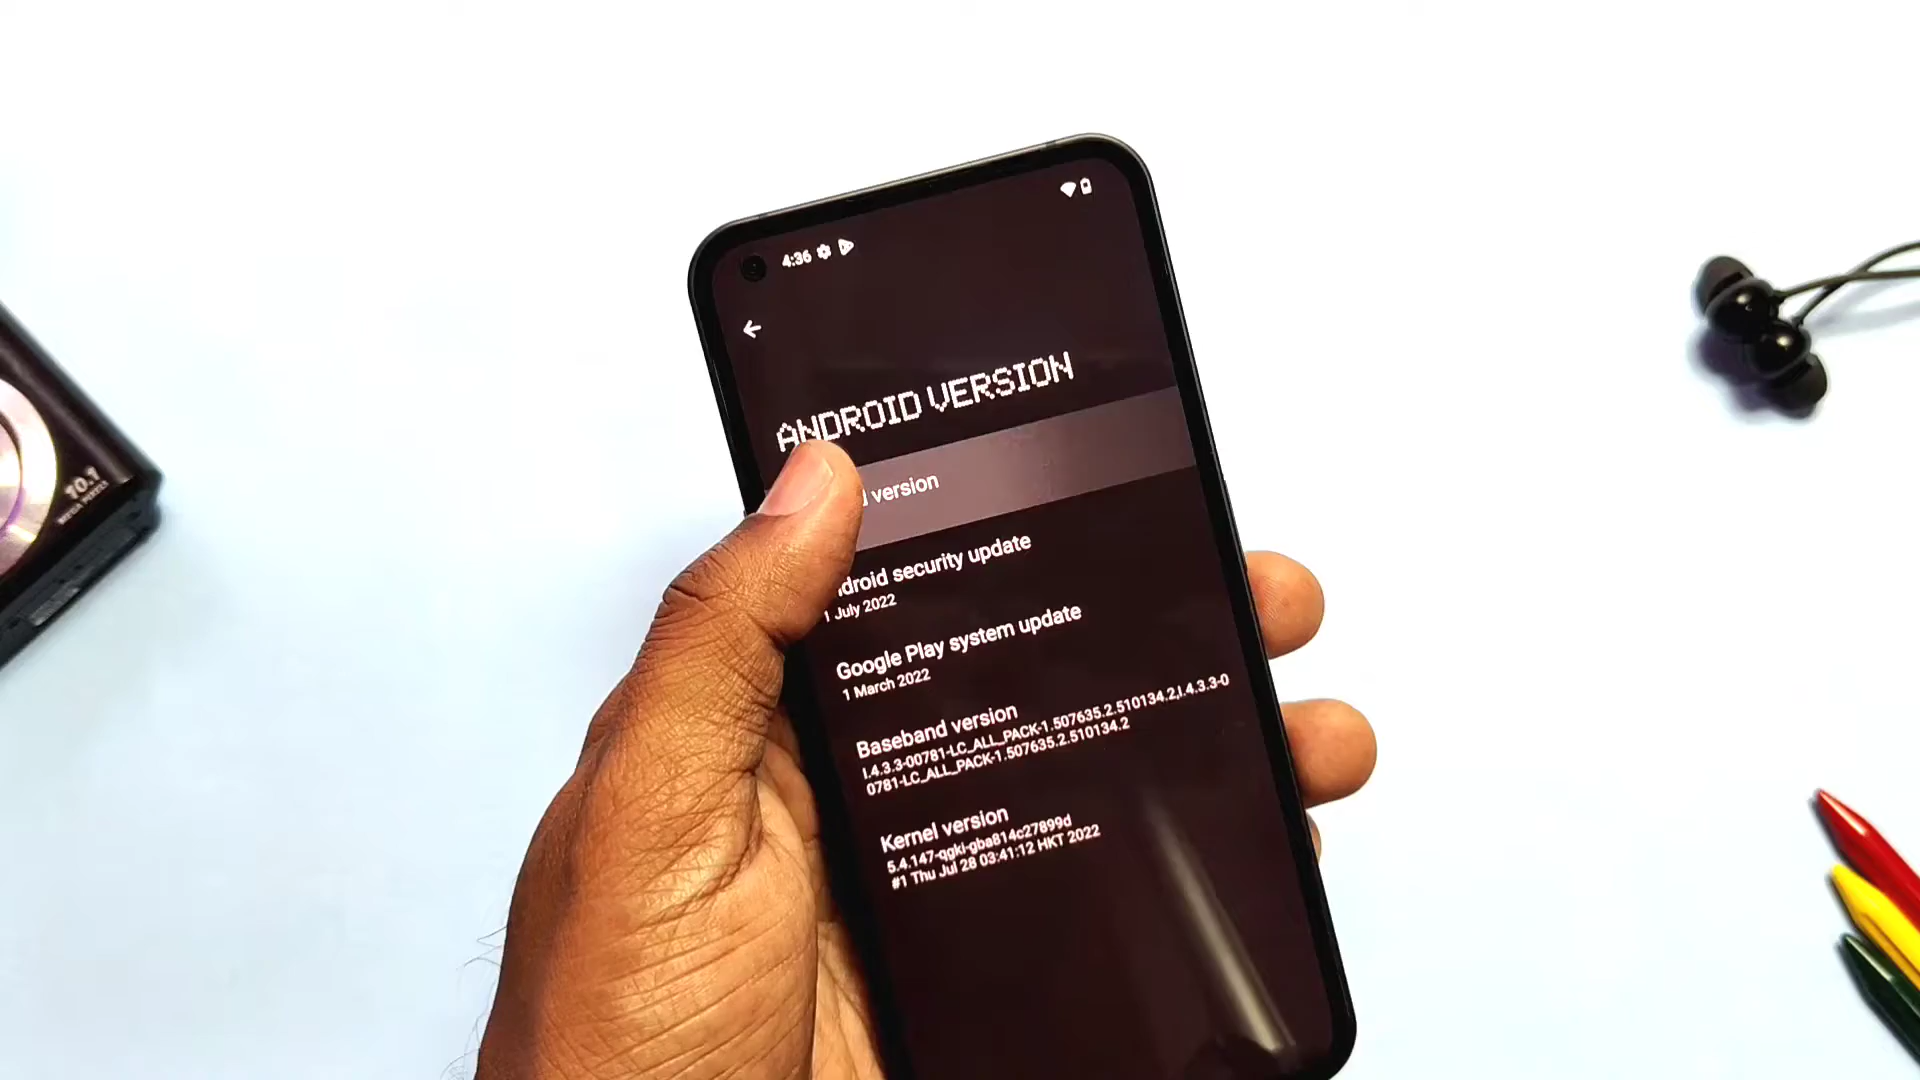 4:36
ANDROID VERSION
version
Android security update
1 July 2022
Google Play system update
1 March 2022
Baseband version
I.4.3.3-00781-LC_ALL_PACK-1.507635.2.510134.2,I.4.3.3-0
0781-LC_ALL_PACK-1.507635.2.510134.2
Kernel version
5.4.147-qgki-gba814c27899d
#1 Thu Jul 28 03:41:12 HKT 2022
10.1
MEGA PIXELS